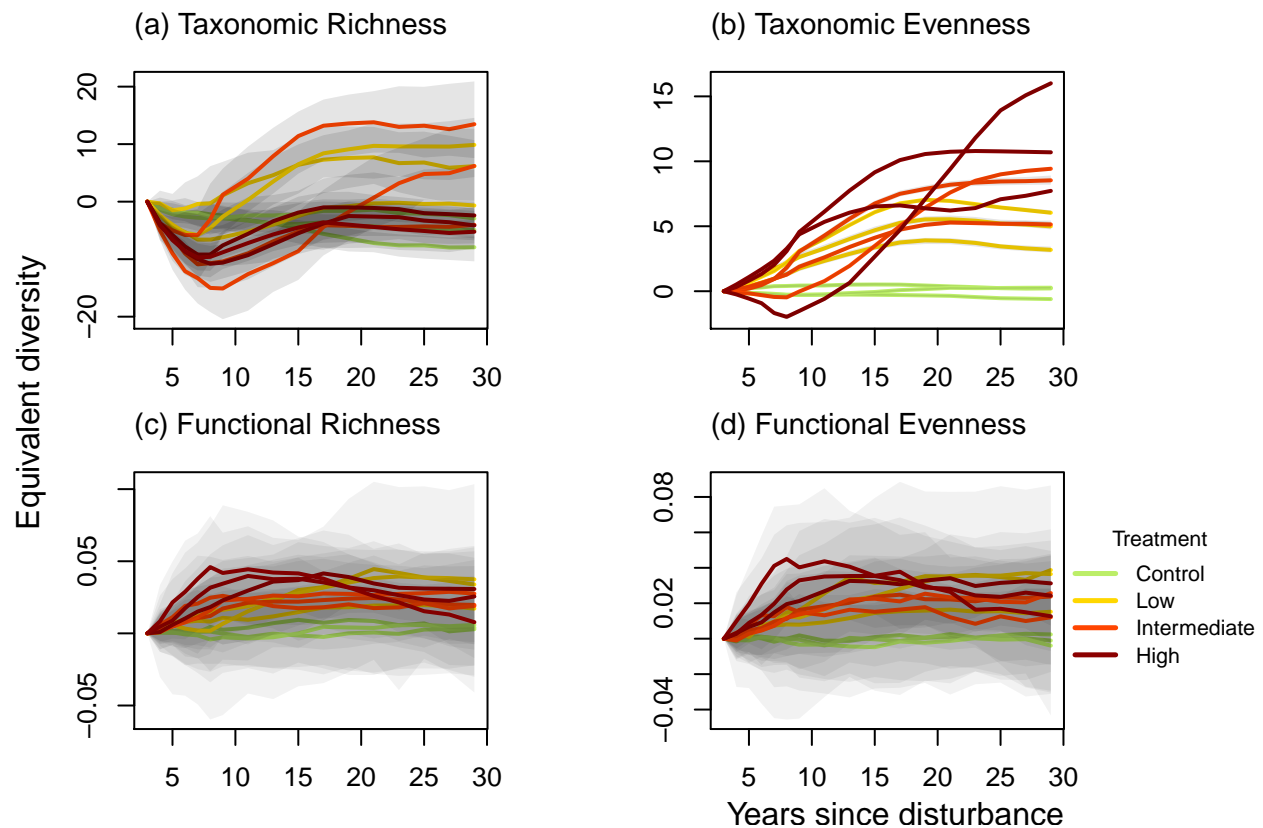 (a) Taxonomic Richness
(b) Taxonomic Evenness
20
10
0
−20
5 10 15 20 25 30
15
10
5
0
5 10 15 20 25 30
Equivalent diversity
(c) Functional Richness
(d) Functional Evenness
0.05
−0.05
5 10 15 20 25 30
0.08
0.02
−0.04
5 10 15 20 25 30
Treatment
Control
Low
Intermediate
High
Years since disturbance